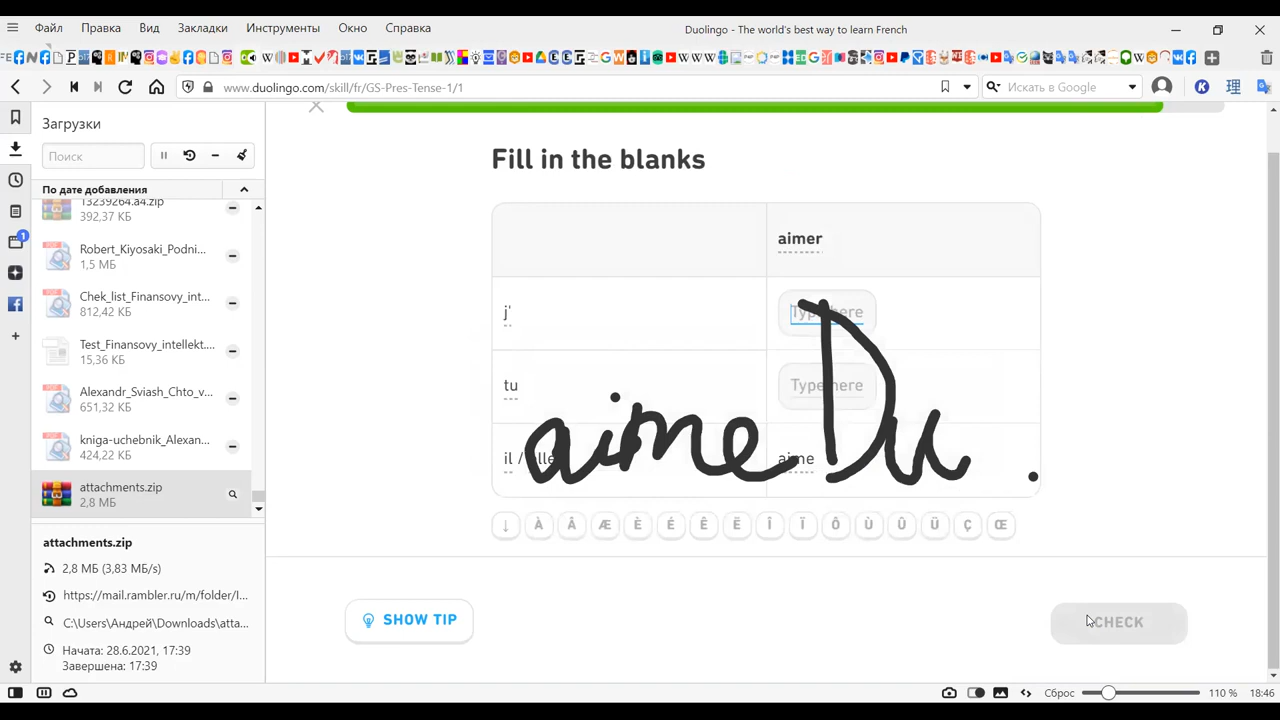 Файл Правка Вид Закладки Инструменты Окно Справка Duolingo - The world's best way to learn French
www.duolingo.com/skill/fr/GS-Pres-Tense-1/1 Искать в Google
Загрузки
Поиск
По дате добавления
13239264.a4.zip
392,37 КБ
Robert_Kiyosaki_Podni...
1,5 МБ
Chek_list_Finansovy_int...
812,42 КБ
Test_Finansovy_intellekt....
15,36 КБ
Alexandr_Sviash_Chto_v...
651,32 КБ
kniga-uchebnik_Alexan...
424,22 КБ
attachments.zip
2,8 МБ
attachments.zip
2,8 МБ (3,83 МБ/s)
https://mail.rambler.ru/m/folder/I...
C:\Users\Андрей\Downloads\atta...
Начата: 28.6.2021, 17:39
Завершена: 17:39
Fill in the blanks
aimer
j' Type here
tu Type here
il / elle aime
aime Du .
↓ À Â Æ È É Ê Ë Î Ï Ô Ù Û Ü Ç Œ
SHOW TIP
CHECK
Сброс 110 % 18:46